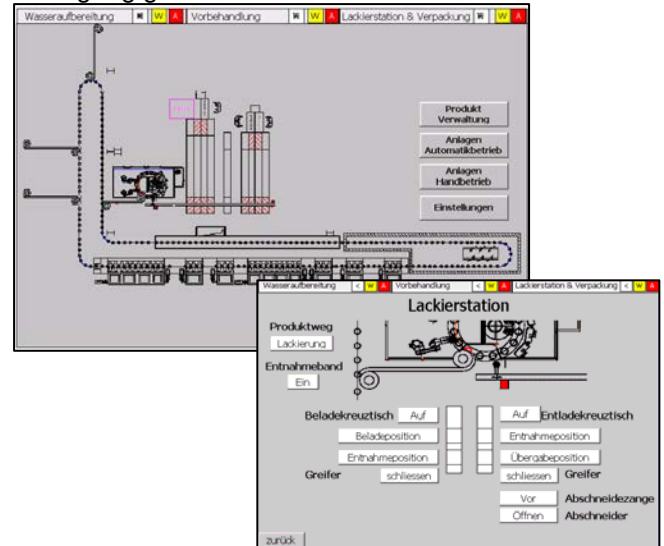 Wasseraufbereitung W A Vorbehandlung W A Lackierstation & Verpackung W A
Produkt
Verwaltung
Anlagen
Automatikbetrieb
Anlagen
Handbetrieb
Einstellungen
Wasseraufbereitung < W A Vorbehandlung < W A Lackierstation & Verpackung < W A
Lackierstation
Produktweg
Lackierung
Entnahmeband
Ein
Beladekreuztisch Auf Auf Entladekreuztisch
Beladeposition Entnahmeposition
Entnahmeposition Übergabeposition
Greifer schliessen schliessen Greifer
Vor Abschneidezange
Öffnen Abschneider
zurück